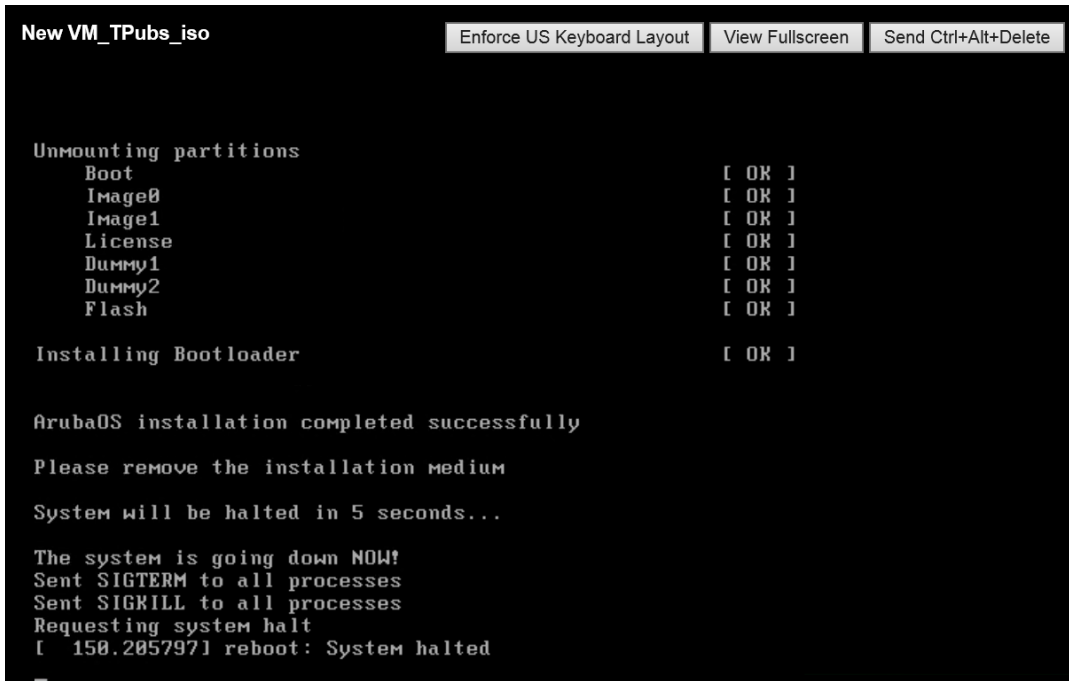 New VM_TPubs_iso
Enforce US Keyboard Layout View Fullscreen Send Ctrl+Alt+Delete
Unmounting partitions
Boot [ OK ]
Image0 [ OK ]
Image1 [ OK ]
License [ OK ]
Dummy1 [ OK ]
Dummy2 [ OK ]
Flash [ OK ]
Installing Bootloader [ OK ]
ArubaOS installation completed successfully
Please remove the installation medium
System will be halted in 5 seconds...
The system is going down NOW!
Sent SIGTERM to all processes
Sent SIGKILL to all processes
Requesting system halt
[ 150.205797] reboot: System halted